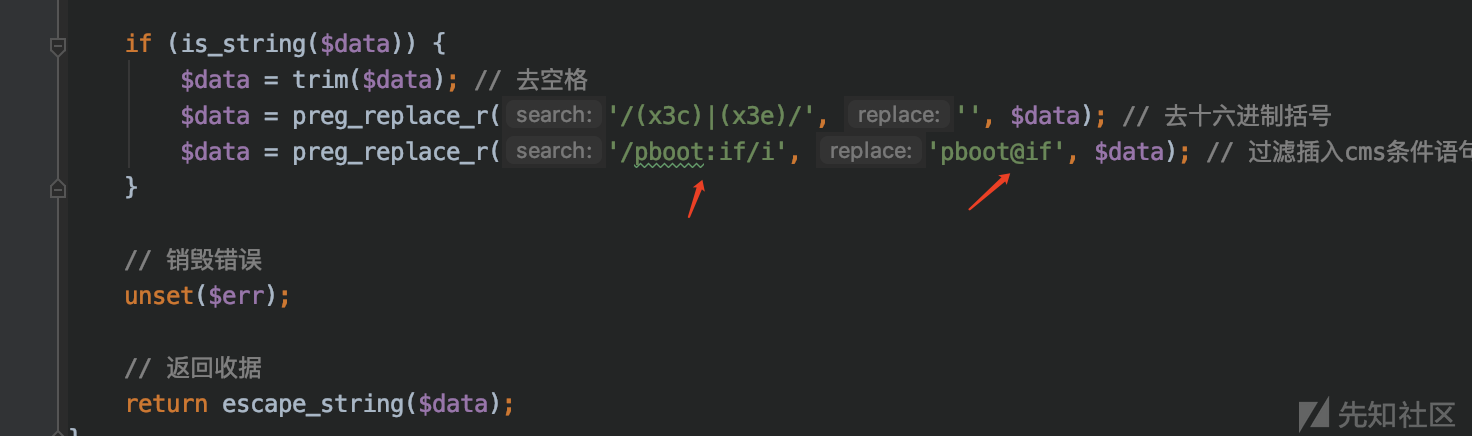 if (is_string($data)) {
$data = trim($data); // 去空格
$data = preg_replace_r( search: '/(x3c)|(x3e)/', replace: '', $data); // 去十六进制括号
$data = preg_replace_r( search: '/pboot:if/i', replace: 'pboot@if', $data); // 过滤插入cms条件语句
}
// 销毁错误
unset($err);
// 返回收据
return escape_string($data);
}
先知社区